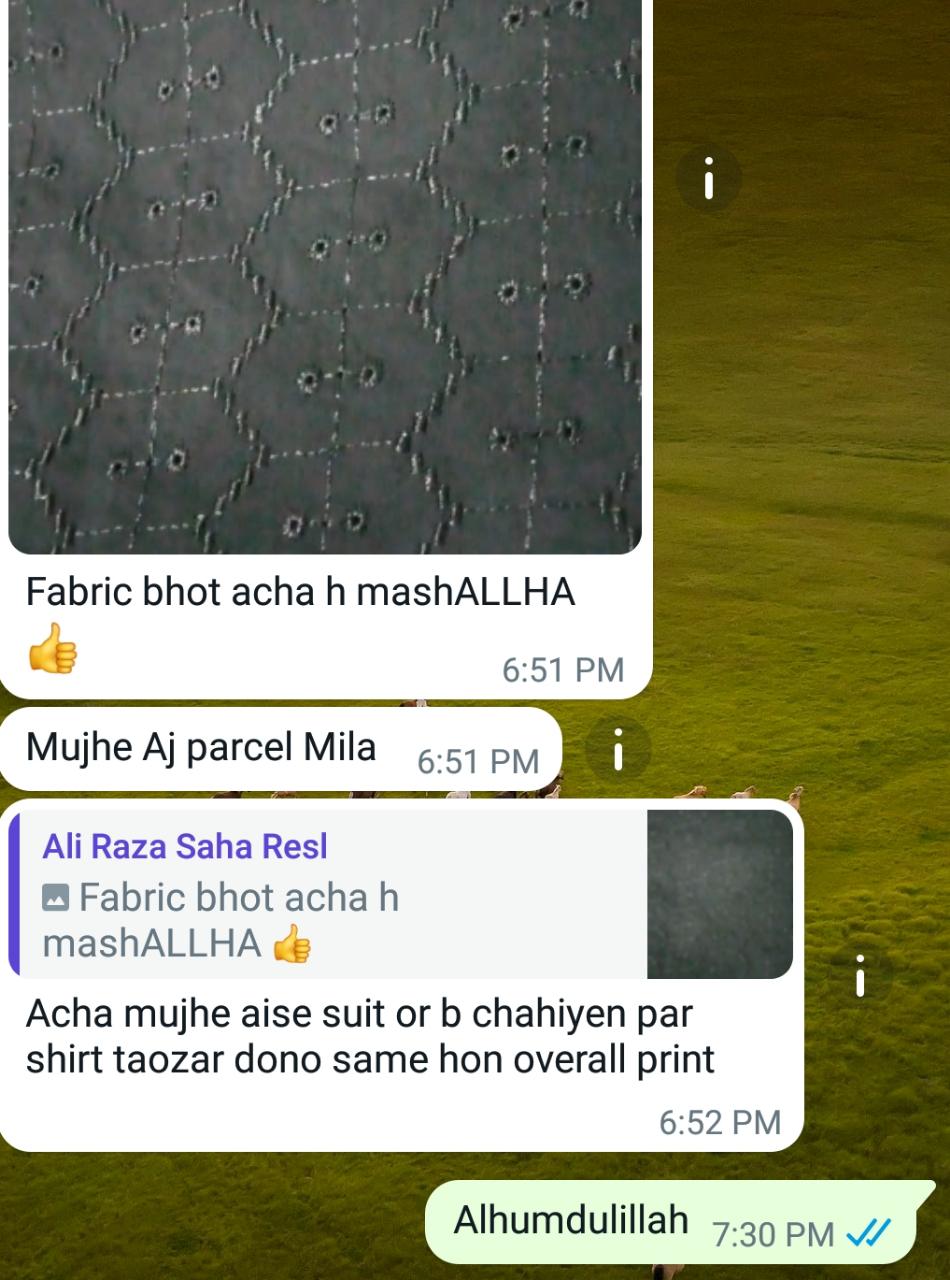 Fabric bhot acha h mashALLHA
👍
6:51 PM
Mujhe Aj parcel Mila
6:51 PM
Ali Raza Saha Resl
Fabric bhot acha h
mashALLHA 👍
Acha mujhe aise suit or b chahiyen par
shirt taozar dono same hon overall print
6:52 PM
Alhumdulillah
7:30 PM